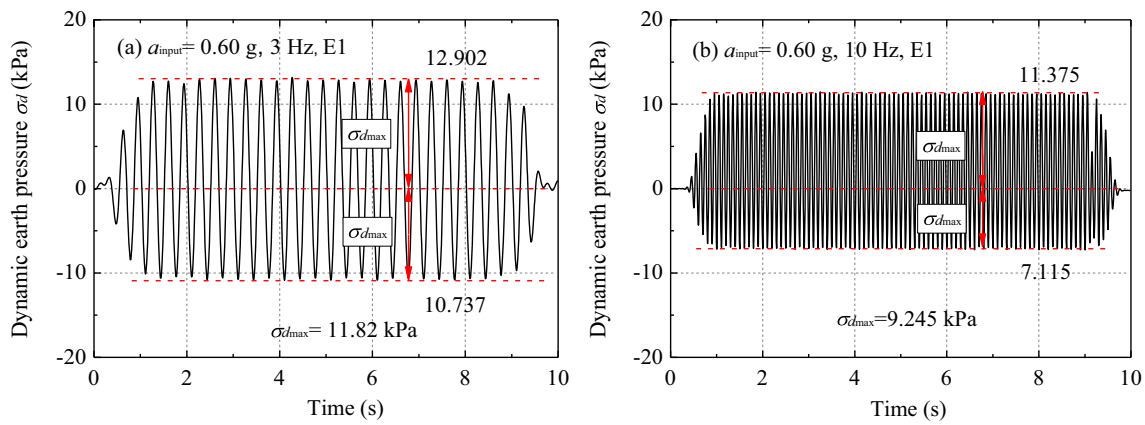 (a) ainput= 0.60 g, 3 Hz, E1
12.902
σdmax
σdmax
10.737
σdmax= 11.82 kPa
Dynamic earth pressure σd (kPa)
20
10
0
-10
-20
0 2 4 6 8 10
Time (s)
(b) ainput= 0.60 g, 10 Hz, E1
11.375
σdmax
σdmax
7.115
σdmax=9.245 kPa
Dynamic earth pressure σd (kPa)
20
10
0
-10
-20
0 2 4 6 8 10
Time (s)